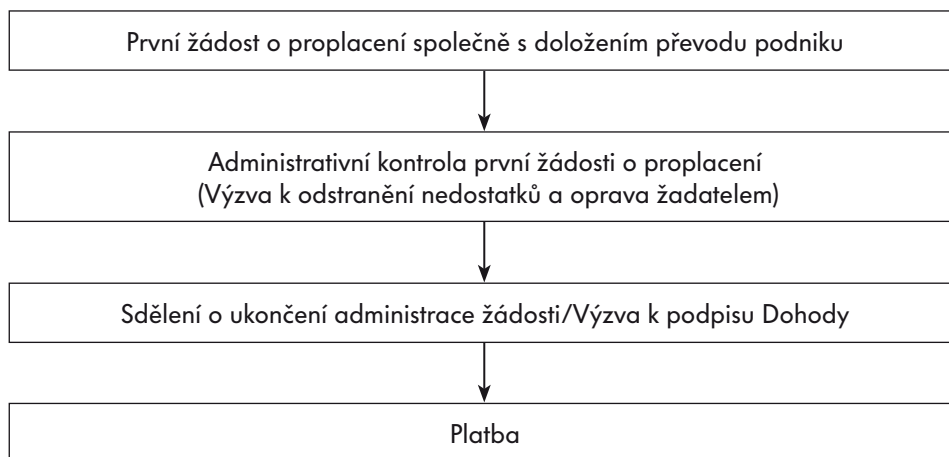 První žádost o proplacení společně s doložením převodu podniku
Administrativní kontrola první žádosti o proplacení
(Výzva k odstranění nedostatků a oprava žadatelem)
Sdělení o ukončení administrace žádosti/Výzva k podpisu Dohody
Platba